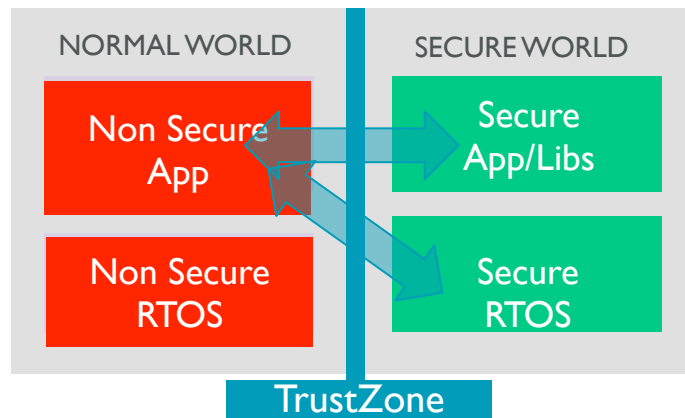 NORMAL WORLD
Non Secure
App
Non Secure
RTOS
SECURE WORLD
Secure
App/Libs
Secure
RTOS
TrustZone